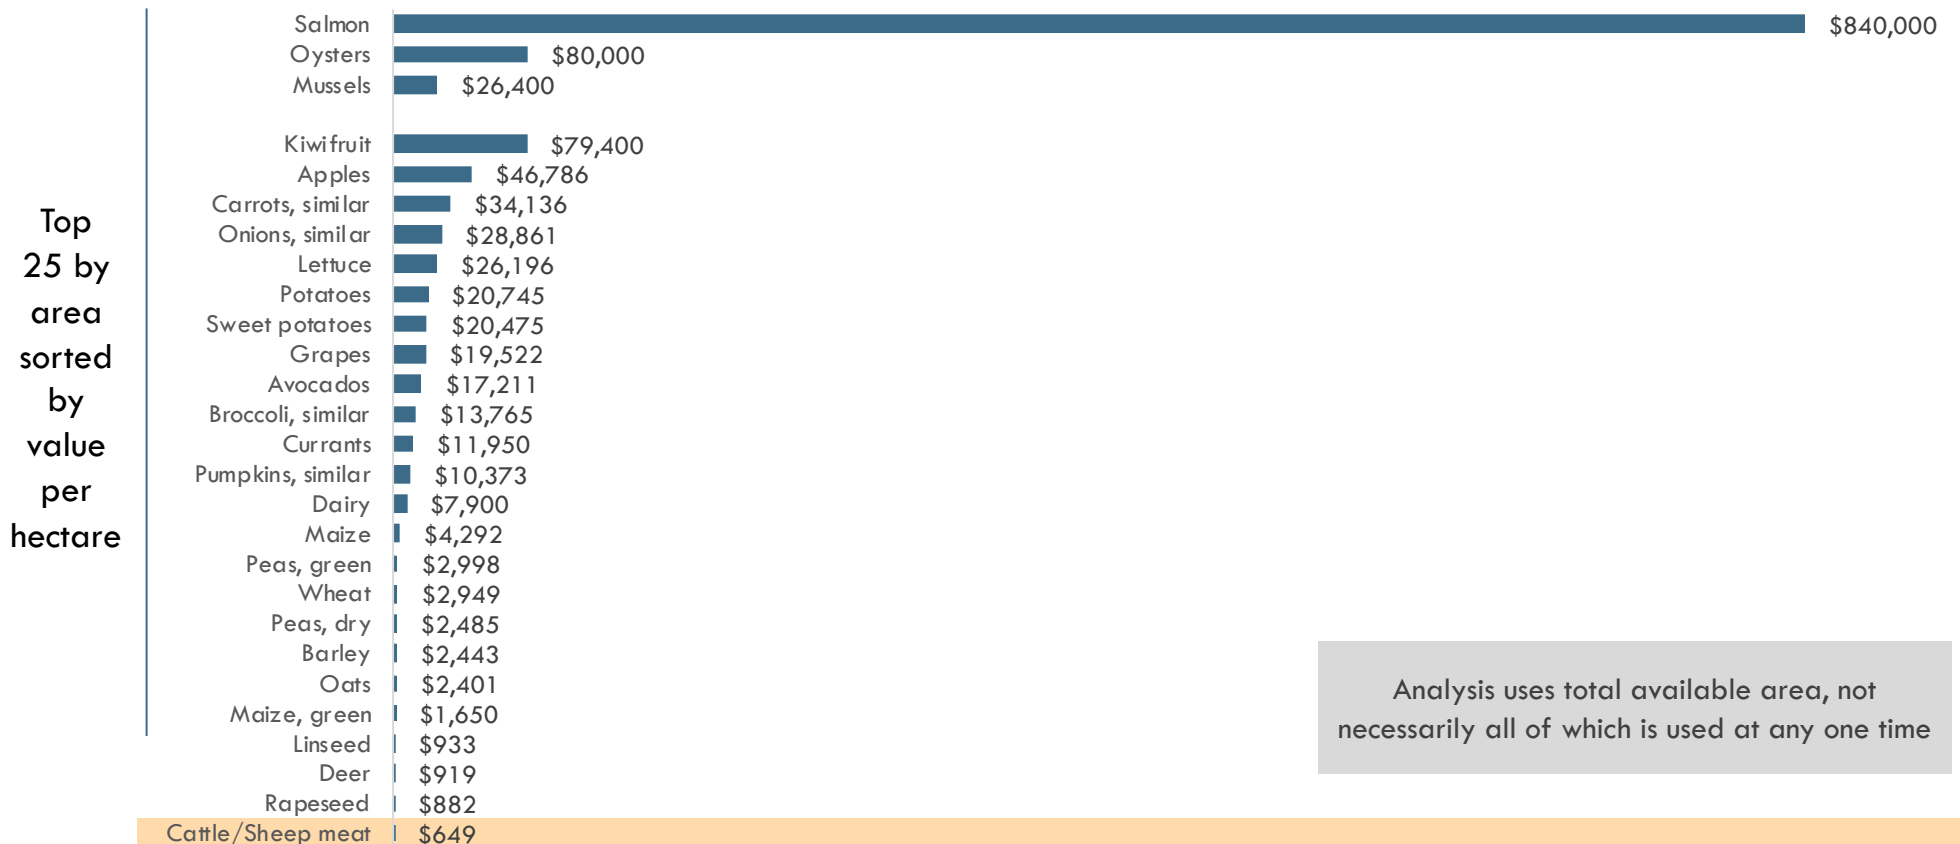 Salmon $840,000
Oysters $80,000
Mussels $26,400
Kiwifruit $79,400
Apples $46,786
Carrots, similar $34,136
Onions, similar $28,861
Lettuce $26,196
Potatoes $20,745
Sweet potatoes $20,475
Grapes $19,522
Avocados $17,211
Broccoli, similar $13,765
Currants $11,950
Pumpkins, similar $10,373
Dairy $7,900
Maize $4,292
Peas, green $2,998
Wheat $2,949
Peas, dry $2,485
Barley $2,443
Oats $2,401
Maize, green $1,650
Linseed $933
Deer $919
Rapeseed $882
Cattle/Sheep meat $649
Top
25 by
area
sorted
by
value
per
hectare
Analysis uses total available area, not
necessarily all of which is used at any one time